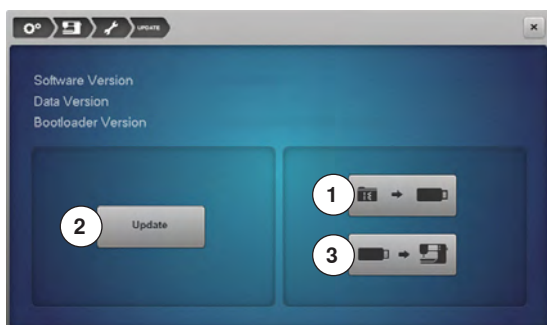 UPDATE
Software Version
Data Version
Bootloader Version
1
2
Update
3